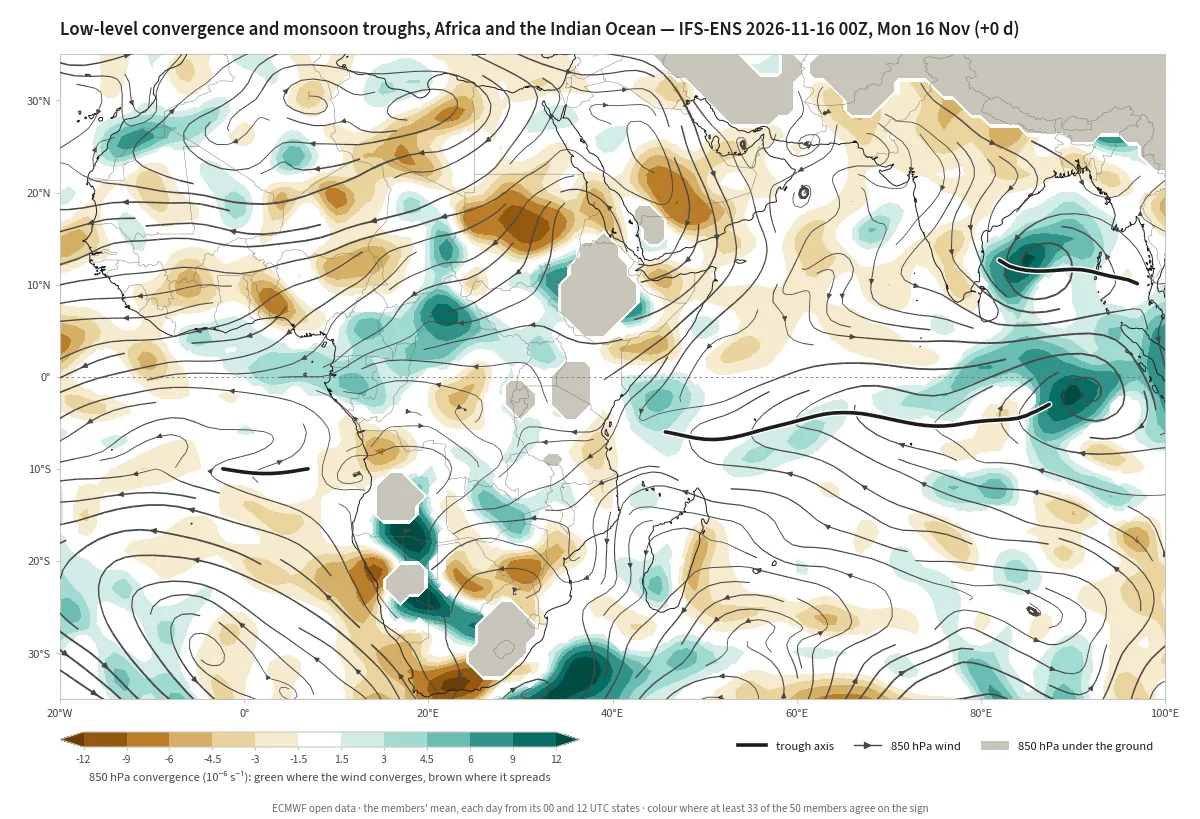 Low-level convergence and monsoon troughs, Africa and the Indian Ocean — IFS-ENS 2026-11-16 00Z, Mon 16 Nov (+0 d)
30°N
20°N
10°N
0°
10°S
20°S
30°S
20°W 0° 20°E 40°E 60°E 80°E 100°E
-12 -9 -6 -4.5 -3 -1.5 1.5 3 4.5 6 9 12
850 hPa convergence (10⁻⁶ s⁻¹): green where the wind converges, brown where it spreads
trough axis 850 hPa wind 850 hPa under the ground
ECMWF open data · the members' mean, each day from its 00 and 12 UTC states · colour where at least 33 of the 50 members agree on the sign